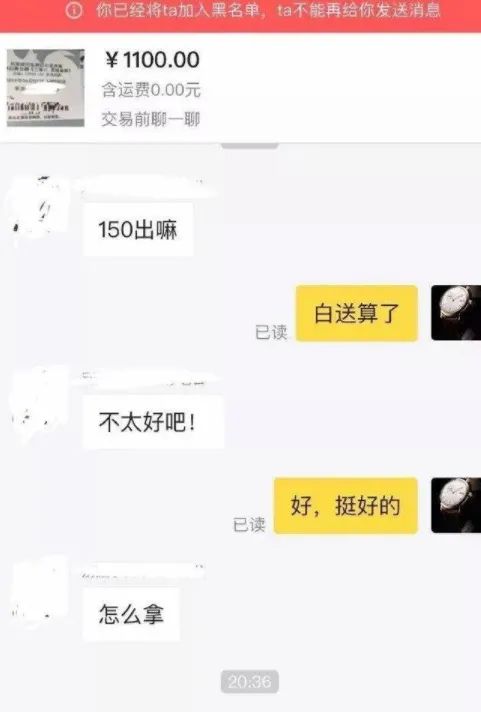 你已经将ta加入黑名单，ta不能再给你发送消息
¥1100.00
含运费0.00元
交易前聊一聊
150出嘛
白送算了
已读
不太好吧！
好，挺好的
已读
怎么拿
20:36